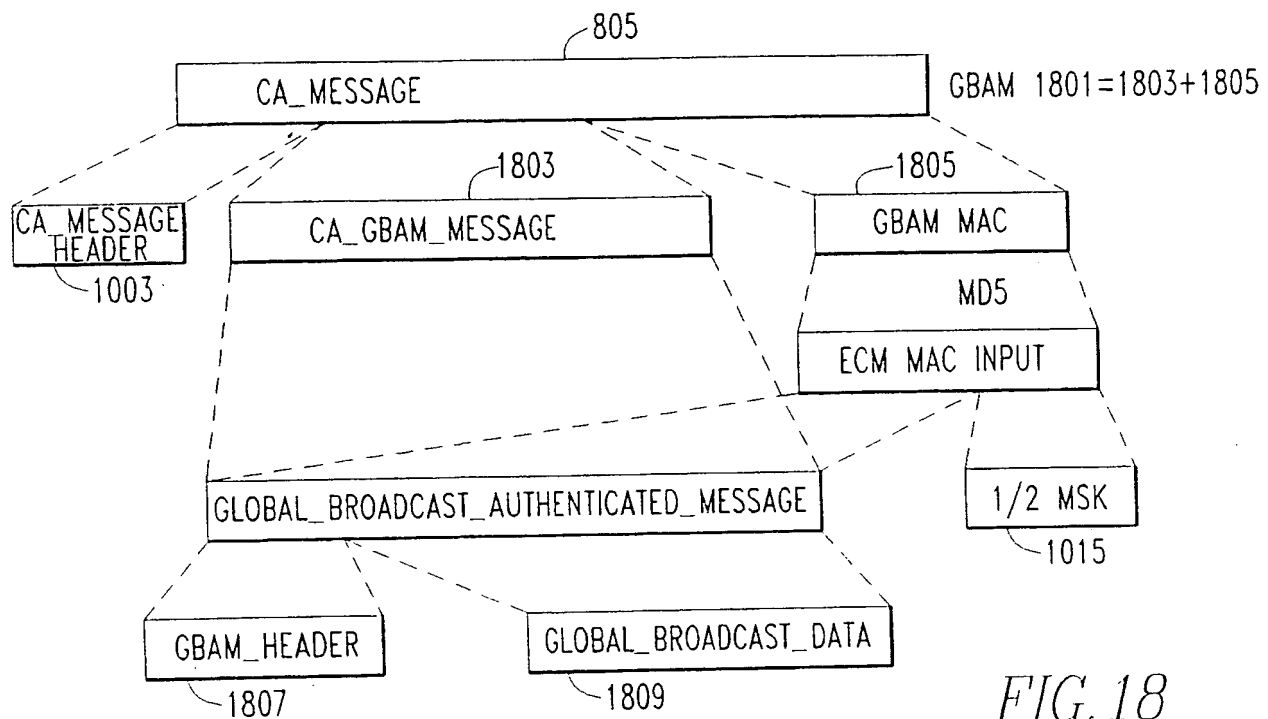 805
CA_MESSAGE
GBAM 1801=1803+1805
1803
1805
CA_MESSAGE
HEADER
CA_GBAM_MESSAGE
GBAM MAC
1003
MD5
ECM MAC INPUT
GLOBAL_BROADCAST_AUTHENTICATED_MESSAGE
1/2 MSK
1015
GBAM_HEADER
GLOBAL_BROADCAST_DATA
1807
1809
FIG. 18